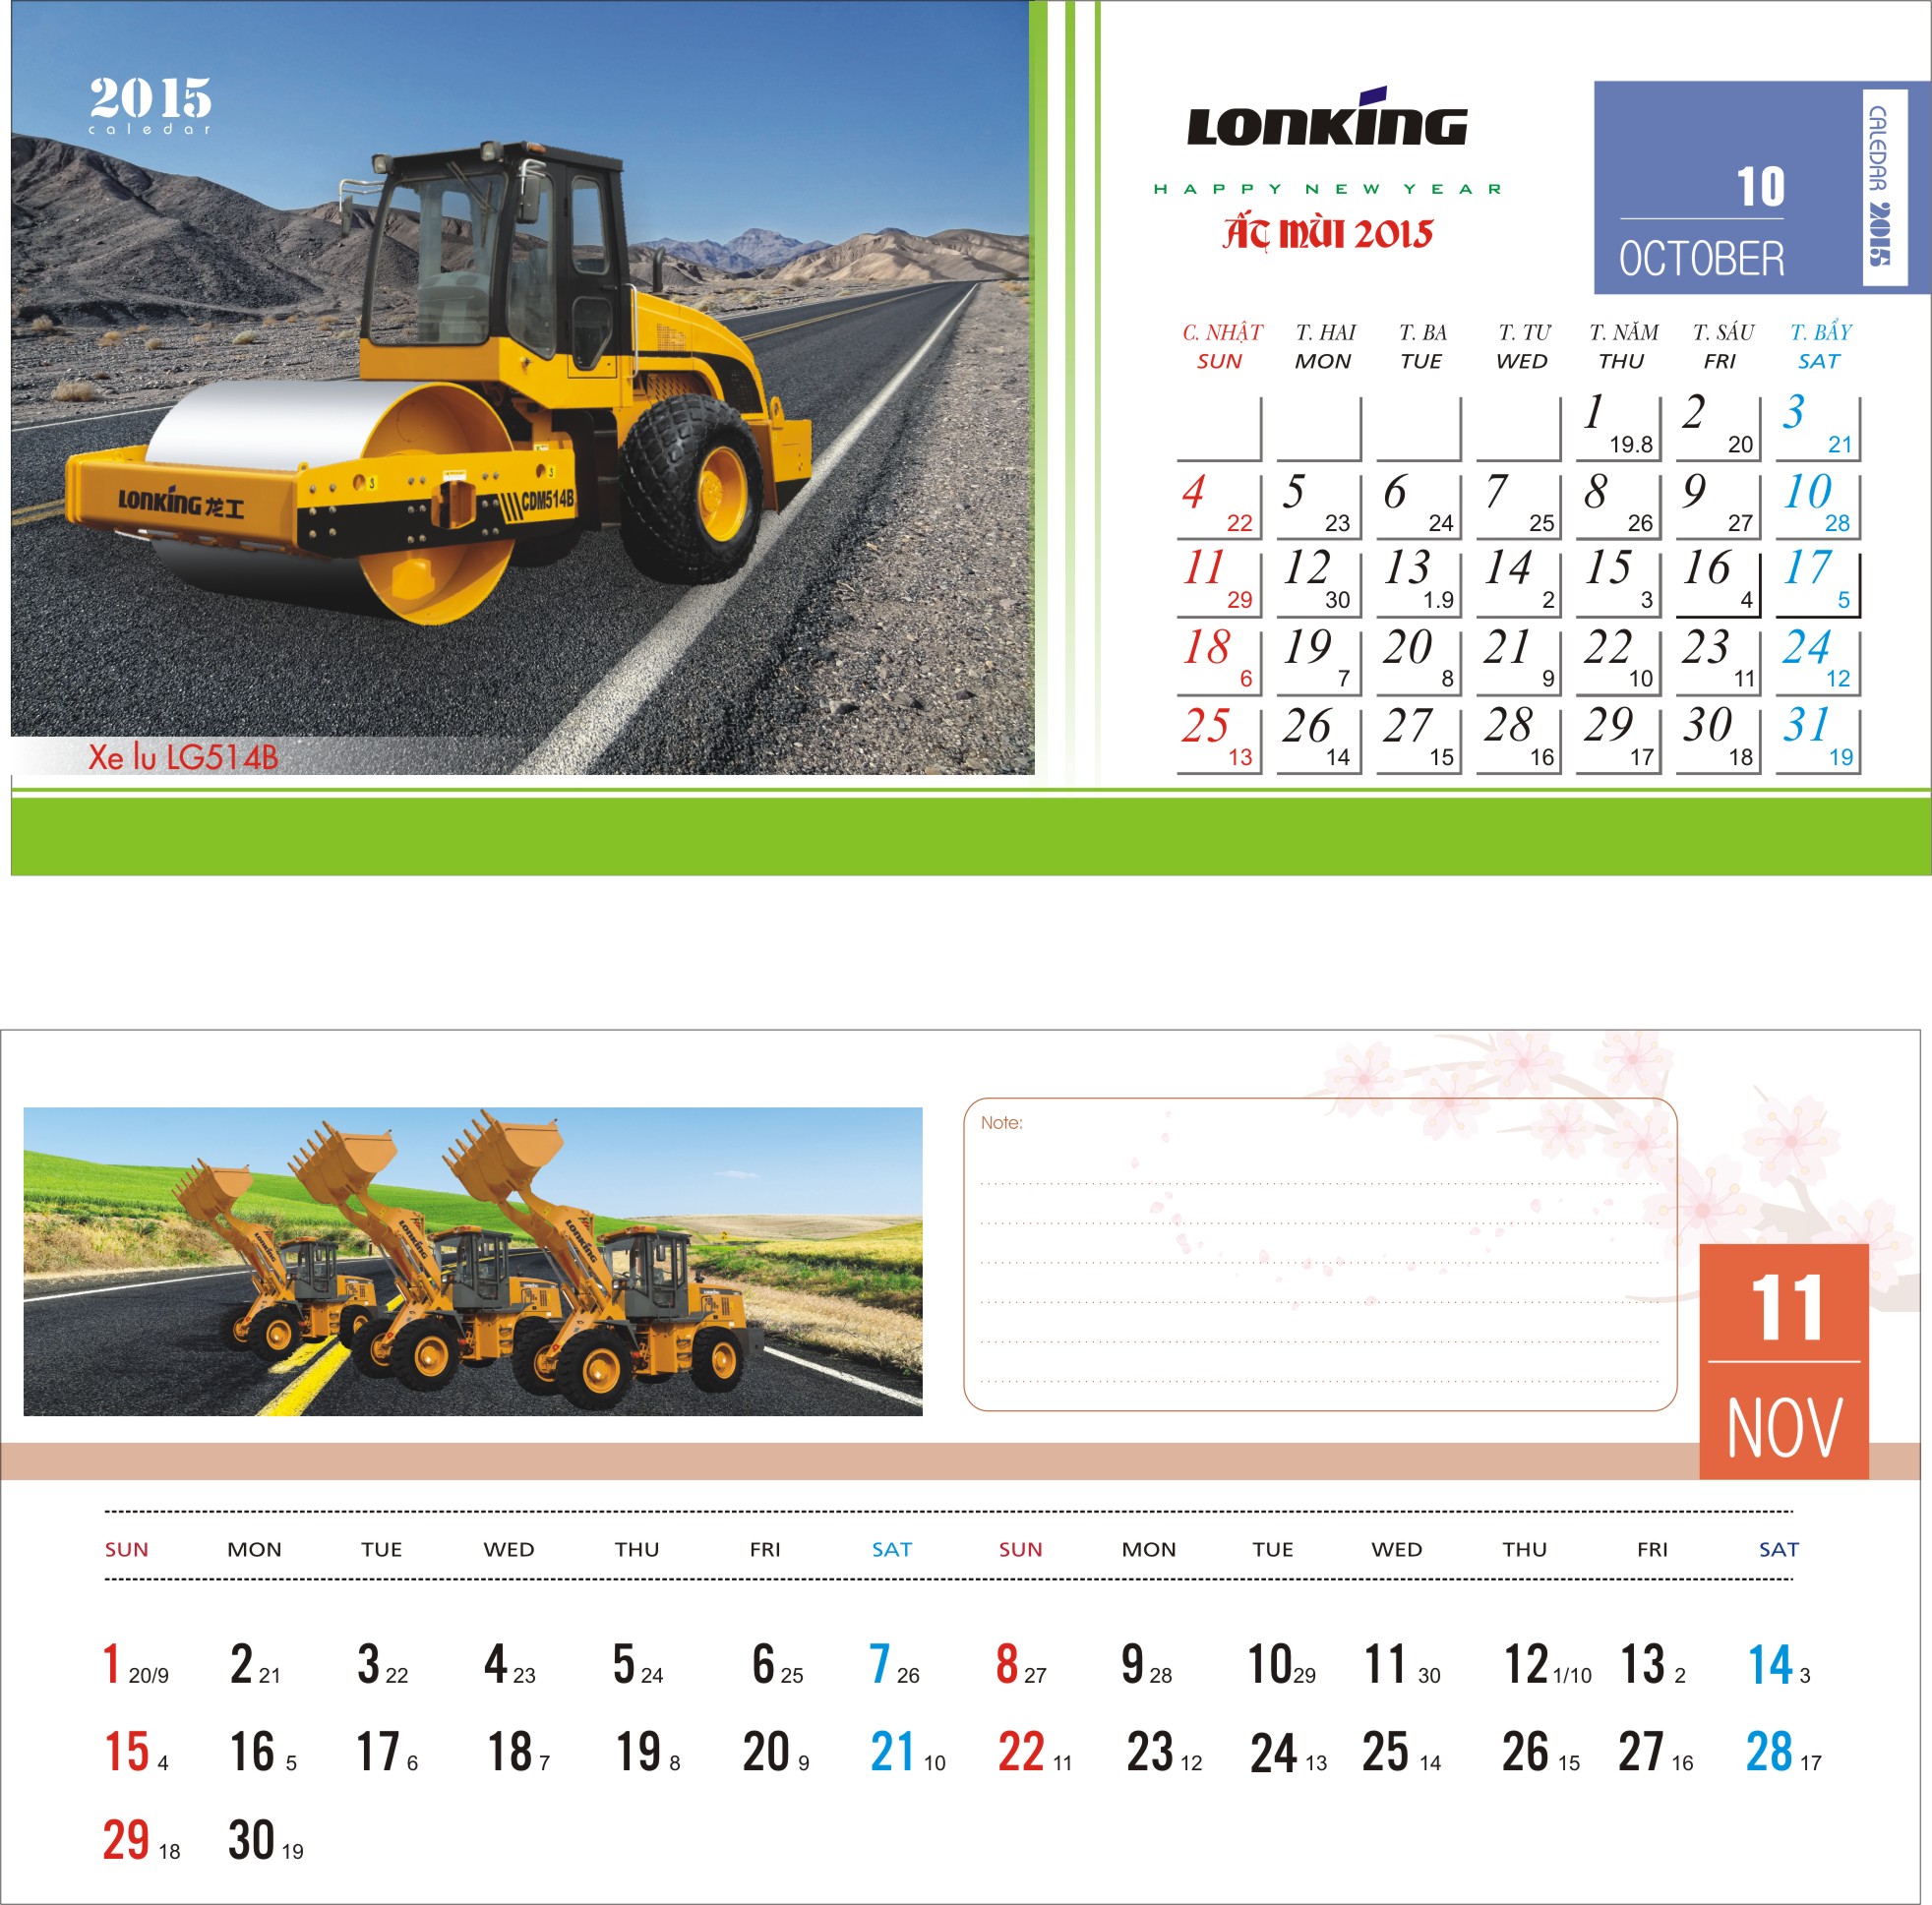 2015
caledar
LONKING 龙工
CDM514B
Xe lu LG514B
LONKING
HAPPY NEW YEAR
ẤT MÙI 2015
10
OCTOBER
CALEDAR 2015
C. NHẬT T. HAI T. BA T. TƯ T. NĂM T. SÁU T. BẨY
SUN MON TUE WED THU FRI SAT
1 19.8 2 20 3 21
4 22 5 23 6 24 7 25 8 26 9 27 10 28
11 29 12 30 13 1.9 14 2 15 3 16 4 17 5
18 6 19 7 20 8 21 9 22 10 23 11 24 12
25 13 26 14 27 15 28 16 29 17 30 18 31 19
LONKING
LONKING
LONKING
Note:
11
NOV
SUN MON TUE WED THU FRI SAT SUN MON TUE WED THU FRI SAT
1 20/9 2 21 3 22 4 23 5 24 6 25 7 26 8 27 9 28 10 29 11 30 12 1/10 13 2 14 3
15 4 16 5 17 6 18 7 19 8 20 9 21 10 22 11 23 12 24 13 25 14 26 15 27 16 28 17
29 18 30 19